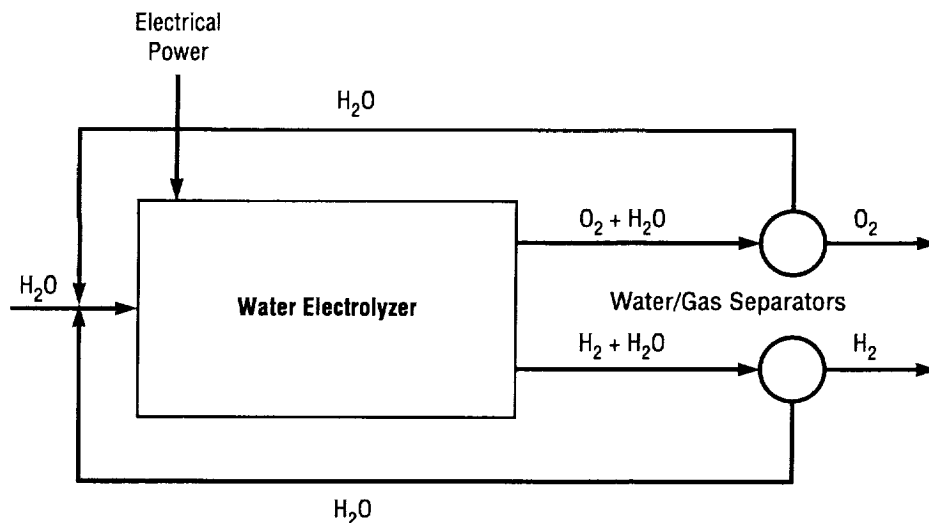 Electrical
Power
H₂O
O₂ + H₂O
O₂
H₂O
Water Electrolyzer
Water/Gas Separators
H₂ + H₂O
H₂
H₂O